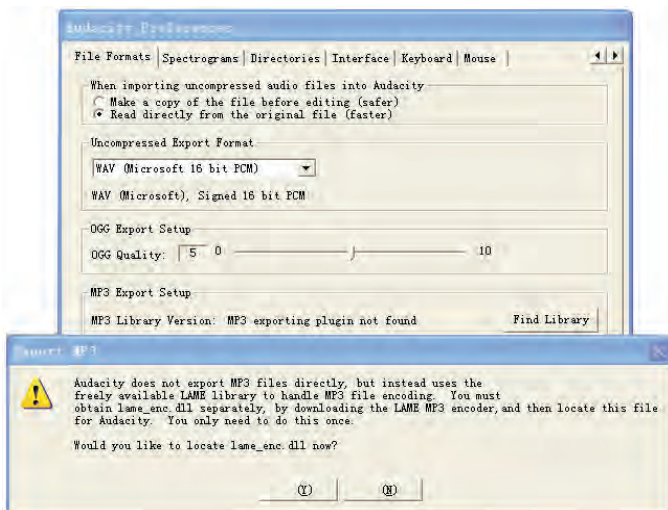 Audacity Preferences
File Formats Spectrograms Directories Interface Keyboard Mouse
When importing uncompressed audio files into Audacity
Make a copy of the file before editing (safer)
Read directly from the original file (faster)
Uncompressed Export Format
WAV (Microsoft 16 bit PCM)
WAV (Microsoft), Signed 16 bit PCM
OGG Export Setup
OGG Quality: 5 0 10
MP3 Export Setup
MP3 Library Version: MP3 exporting plugin not found Find Library
Export MP3
Audacity does not export MP3 files directly, but instead uses the
freely available LAME library to handle MP3 file encoding. You must
obtain lame_enc.dll separately, by downloading the LAME MP3 encoder, and then locate this file
for Audacity. You only need to do this once.
Would you like to locate lame_enc.dll now?
(Y) (N)